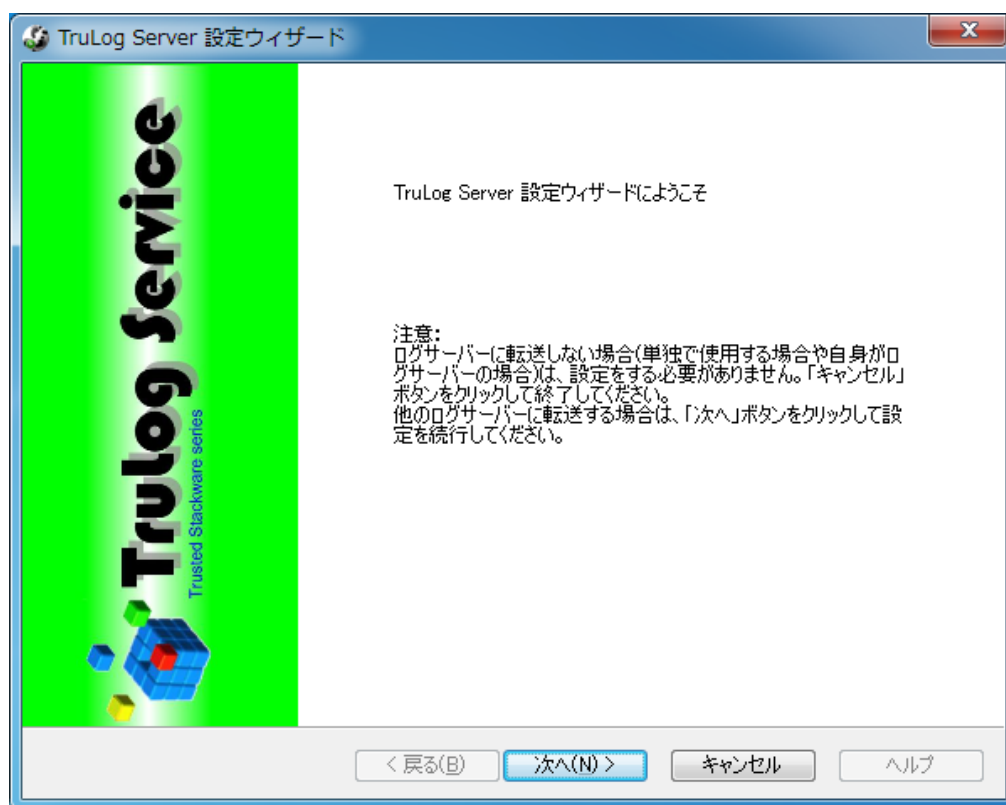 TruLog Server 設定ウィザード
TruLog Service
Trusted Stackware series
TruLog Server 設定ウィザードにようこそ
注意:
ログサーバーに転送しない場合(単独で使用する場合や自身がロ
グサーバーの場合)は、設定をする必要がありません。「キャンセル」
ボタンをクリックして終了してください。
他のログサーバーに転送する場合は、「次へ」ボタンをクリックして設
定を続行してください。
< 戻る(B)
次へ(N) >
キャンセル
ヘルプ